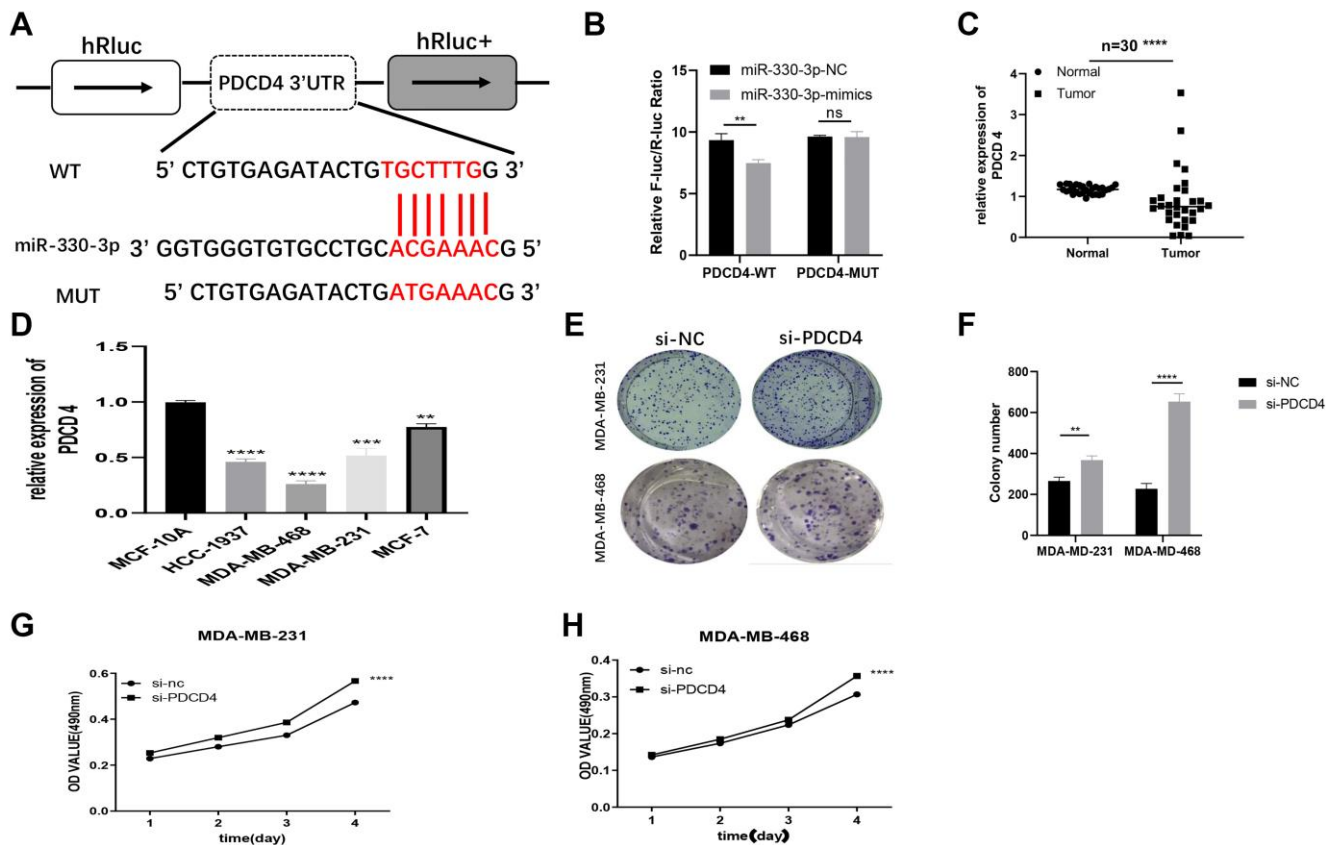 A
hRluc
hRluc+
PDCD4 3’UTR
WT
5’ CTGTGAGATACTGTGCTTTGG 3’
miR-330-3p
3’ GGTGGGTGTGCCTGCACGAAACG 5’
MUT
5’ CTGTGAGATACTGATGAAACG 3’
B
miR-330-3p-NC
miR-330-3p-mimics
Relative F-luc/R-luc Ratio
15
10
5
0
**
ns
PDCD4-WT
PDCD4-MUT
C
n=30 ****
Normal
Tumor
relative expression of
PDCD 4
4
3
2
1
0
Normal
Tumor
D
relative expression of
PDCD 4
1.5
1.0
0.5
0.0
****
****
***
**
MCF-10A
HCC-1937
MDA-MB-468
MDA-MB-231
MCF-7
E
si-NC
si-PDCD4
MDA-MB-231
MDA-MB-468
F
si-NC
si-PDCD4
Colony number
800
600
400
200
0
**
****
MDA-MD-231
MDA-MD-468
G
MDA-MB-231
si-nc
si-PDCD4
OD VALUE(490nm)
0.6
0.4
0.2
0.0
****
1
2
3
4
time(day)
H
MDA-MB-468
si-nc
si-PDCD4
OD VALUE(490nm)
0.4
0.3
0.2
0.1
0.0
****
1
2
3
4
time(day)